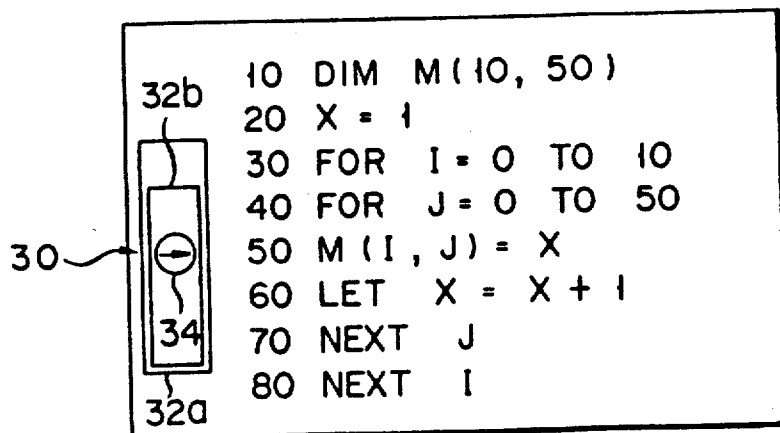 10 DIM M(10, 50)
32b
20 X = 1
30 FOR I = 0 TO 10
40 FOR J = 0 TO 50
30
50 M(I, J) = X
60 LET X = X + 1
34
70 NEXT J
80 NEXT I
32a